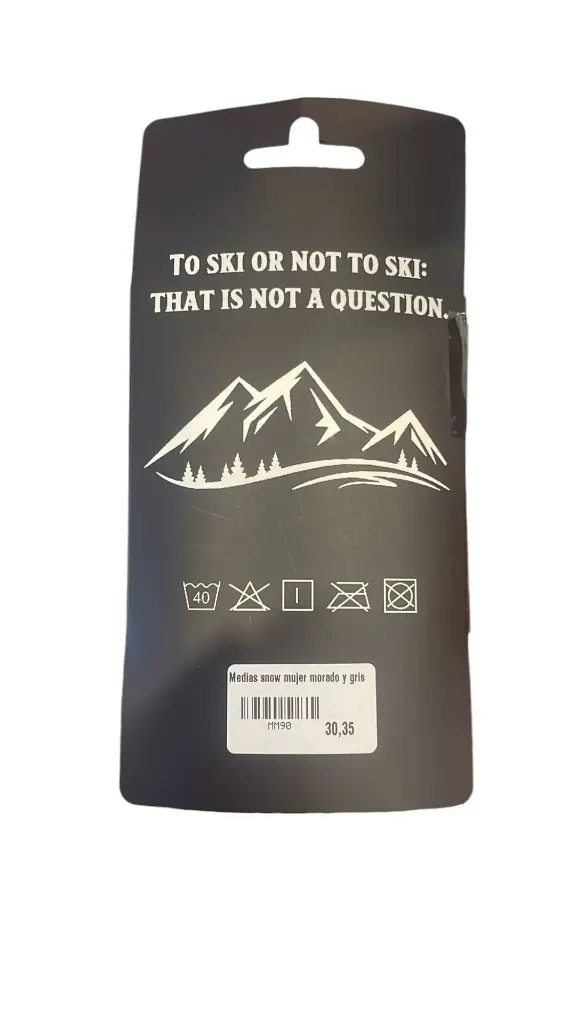 TO SKI OR NOT TO SKI:
THAT IS NOT A QUESTION.
40
Medias snow mujer morado y gris
MM90
30,35